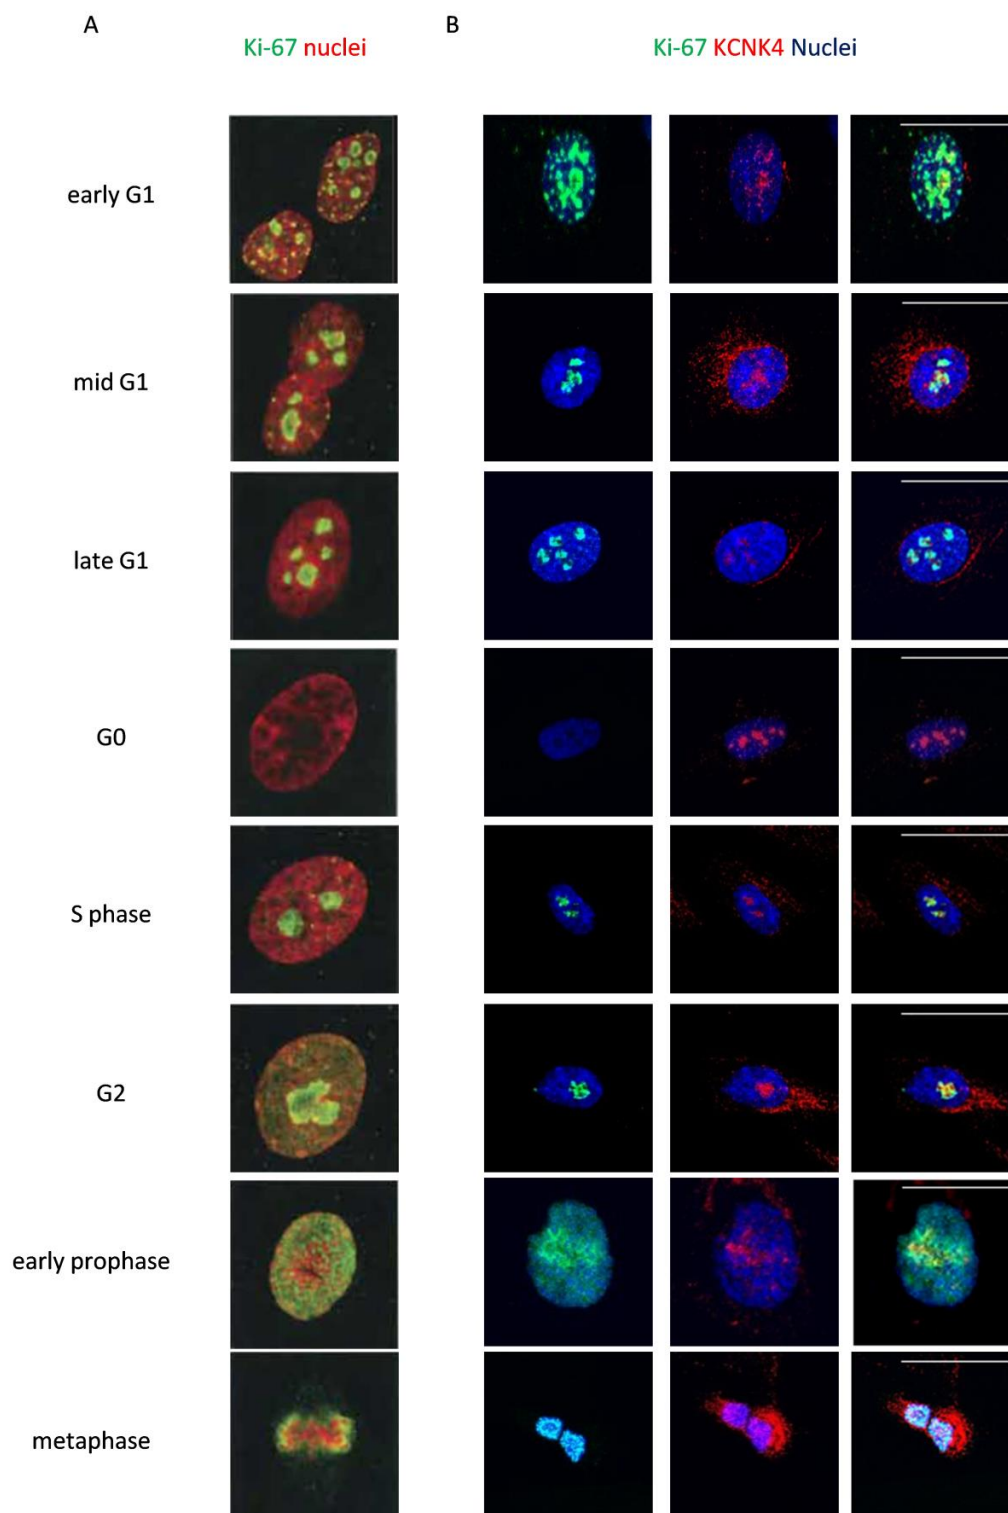 A
B
Ki-67 nuclei
Ki-67 KCNK4 Nuclei
early G1
mid G1
late G1
G0
S phase
G2
early prophase
metaphase